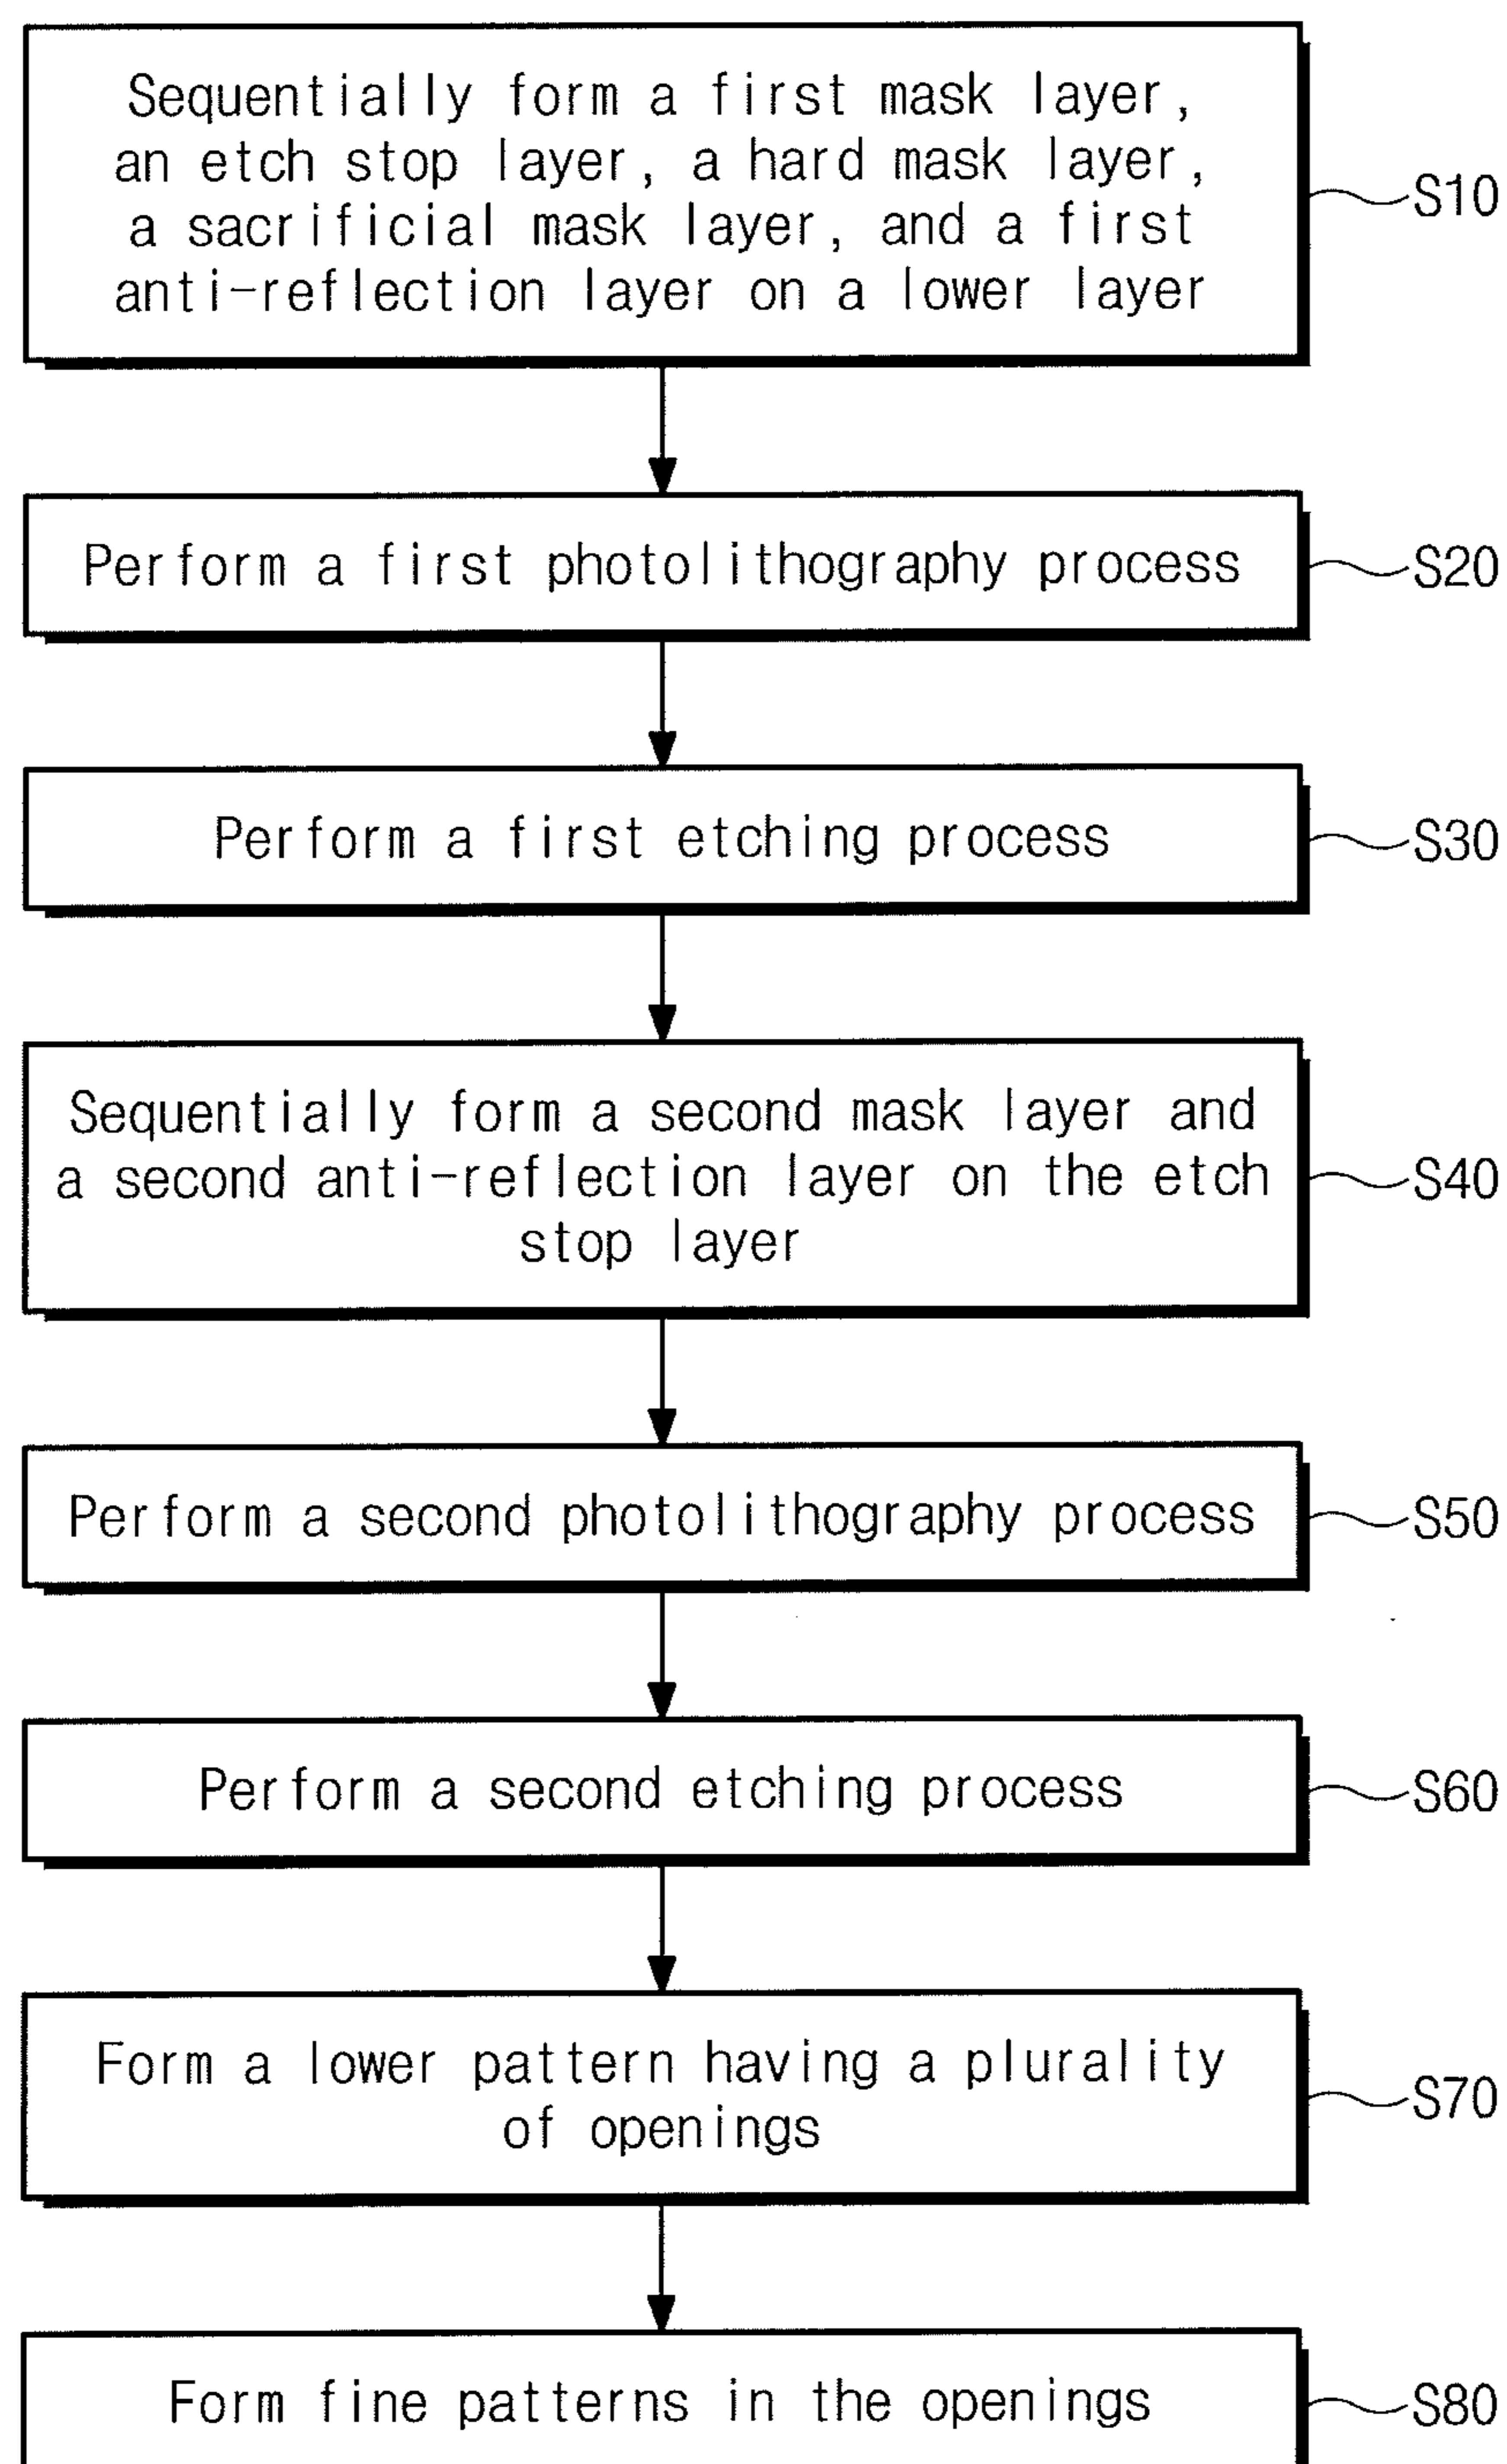 Sequentially form a first mask layer,
an etch stop layer, a hard mask layer,
a sacrificial mask layer, and a first
anti-reflection layer on a lower layer
S10
Perform a first photolithography process
S20
Perform a first etching process
S30
Sequentially form a second mask layer and
a second anti-reflection layer on the etch
stop layer
S40
Perform a second photolithography process
S50
Perform a second etching process
S60
Form a lower pattern having a plurality
of openings
S70
Form fine patterns in the openings
S80